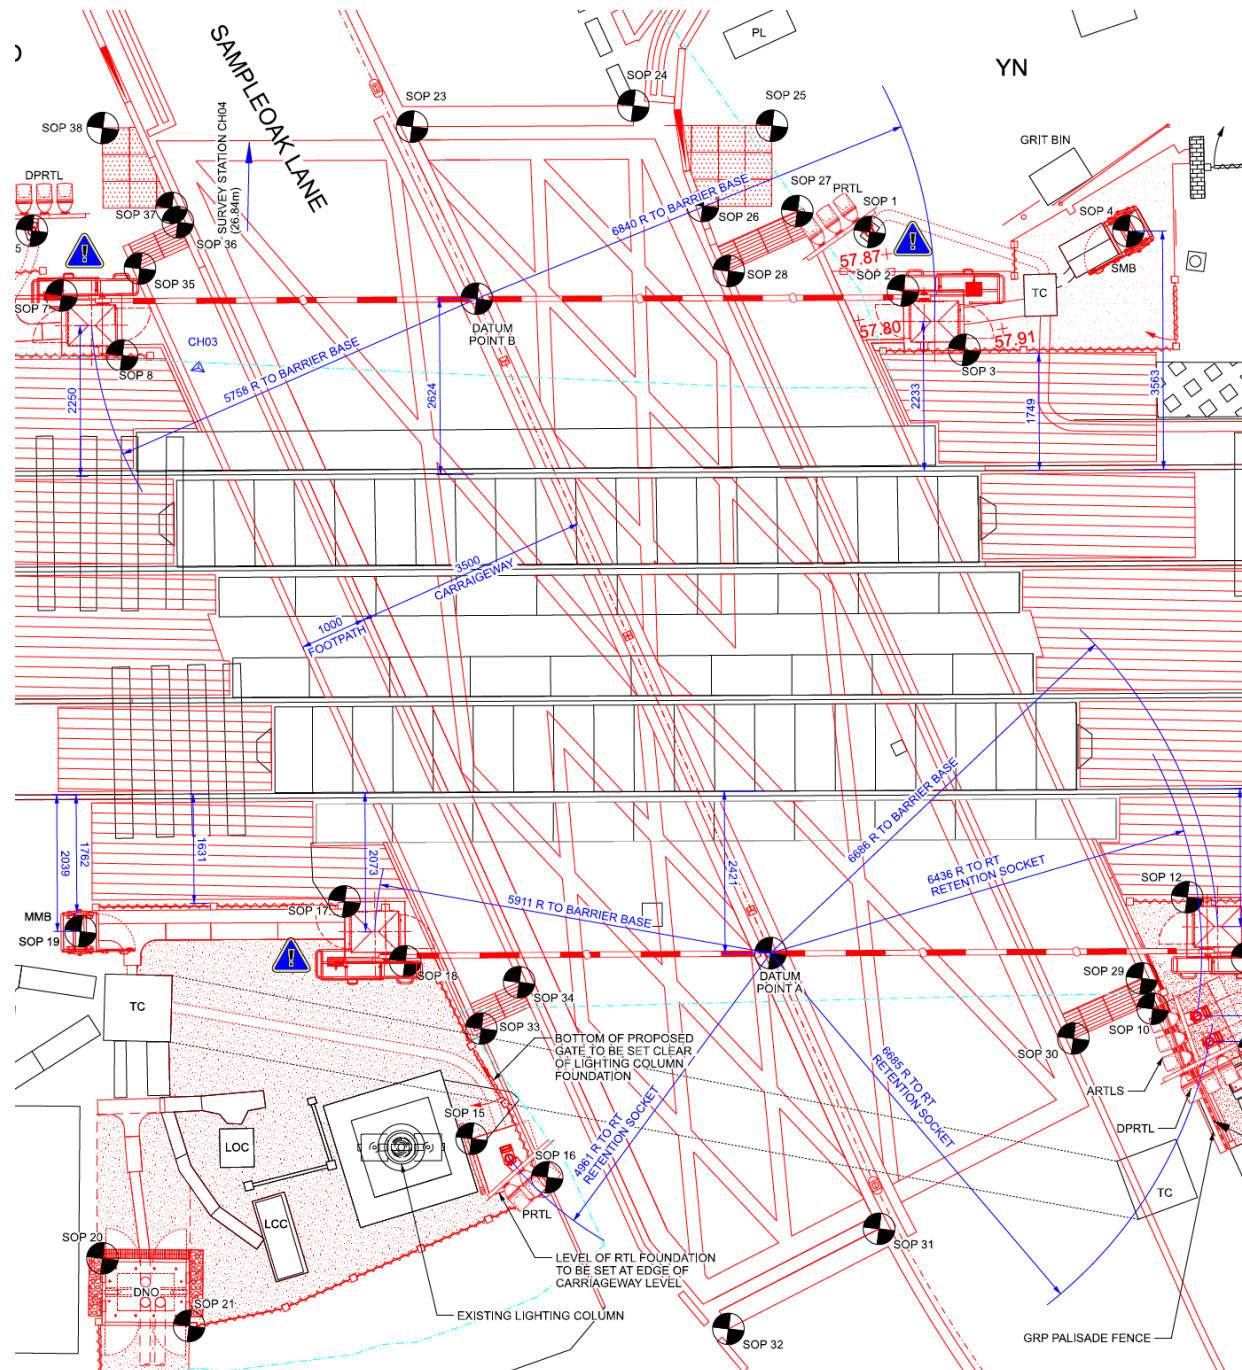 PL
YN
SAMPLEOAK LANE
SOP 24
SOP 23
SOP 25
SOP 38
SURVEY STATION CH04
(26.84m)
GRIT BIN
DPRTL
SOP 37
SOP 36
SOP 35
6840 R TO BARRIER BASE
SOP 27
PRTL
SOP 26
SOP 1
SOP 4
SMB
5
SOP 28
57.87
SOP 2
TC
SOP 7
DATUM
POINT B
57.80
57.91
CH03
SOP 8
SOP 3
5758 R TO BARRIER BASE
2250
2624
2233
1749
3563
3500
CARRAIGEWAY
1000
FOOTPATH
6686 R TO BARRIER BASE
6436 R TO RT
RETENTION SOCKET
2039
1762
1631
2073
2421
5911 R TO BARRIER BASE
SOP 12
MMB
SOP 19
SOP 17
SOP 18
DATUM
POINT A
SOP 29
SOP 10
TC
SOP 34
SOP 33
SOP 30
BOTTOM OF PROPOSED
GATE TO BE SET CLEAR
OF LIGHTING COLUMN
FOUNDATION
6685 R TO RT
RETENTION SOCKET
ARTLS
DPRTL
SOP 15
LOC
SOP 16
4961 R TO RT
RETENTION SOCKET
PRTL
TC
LCC
SOP 20
SOP 31
LEVEL OF RTL FOUNDATION
TO BE SET AT EDGE OF
CARRIAGEWAY LEVEL
DNO
SOP 21
EXISTING LIGHTING COLUMN
SOP 32
GRP PALISADE FENCE